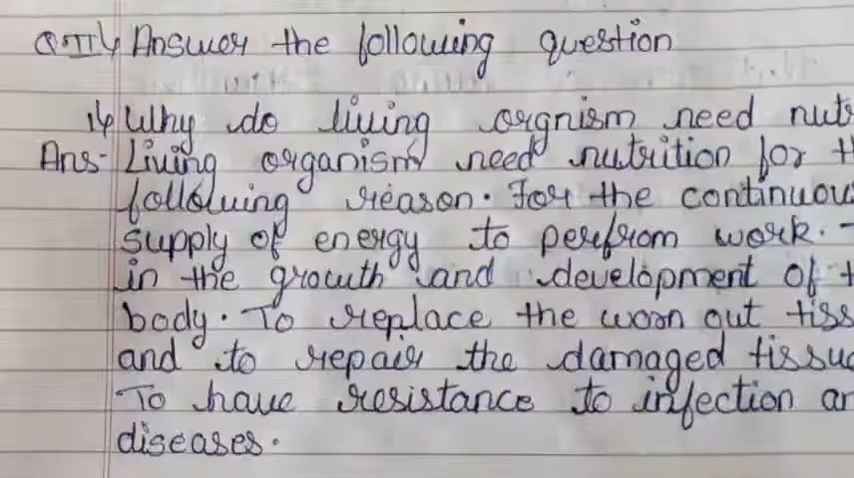 Q.II Answer the following question
1 Why do living orgnism need nut
Ans- Living organism need nutrition for t
following reason. For the continuou
supply of energy to perefrom work. -
in the growth and development of t
body. To replace the worn out tiss
and to repair the damaged tissu
To have resistance to infection an
diseases.